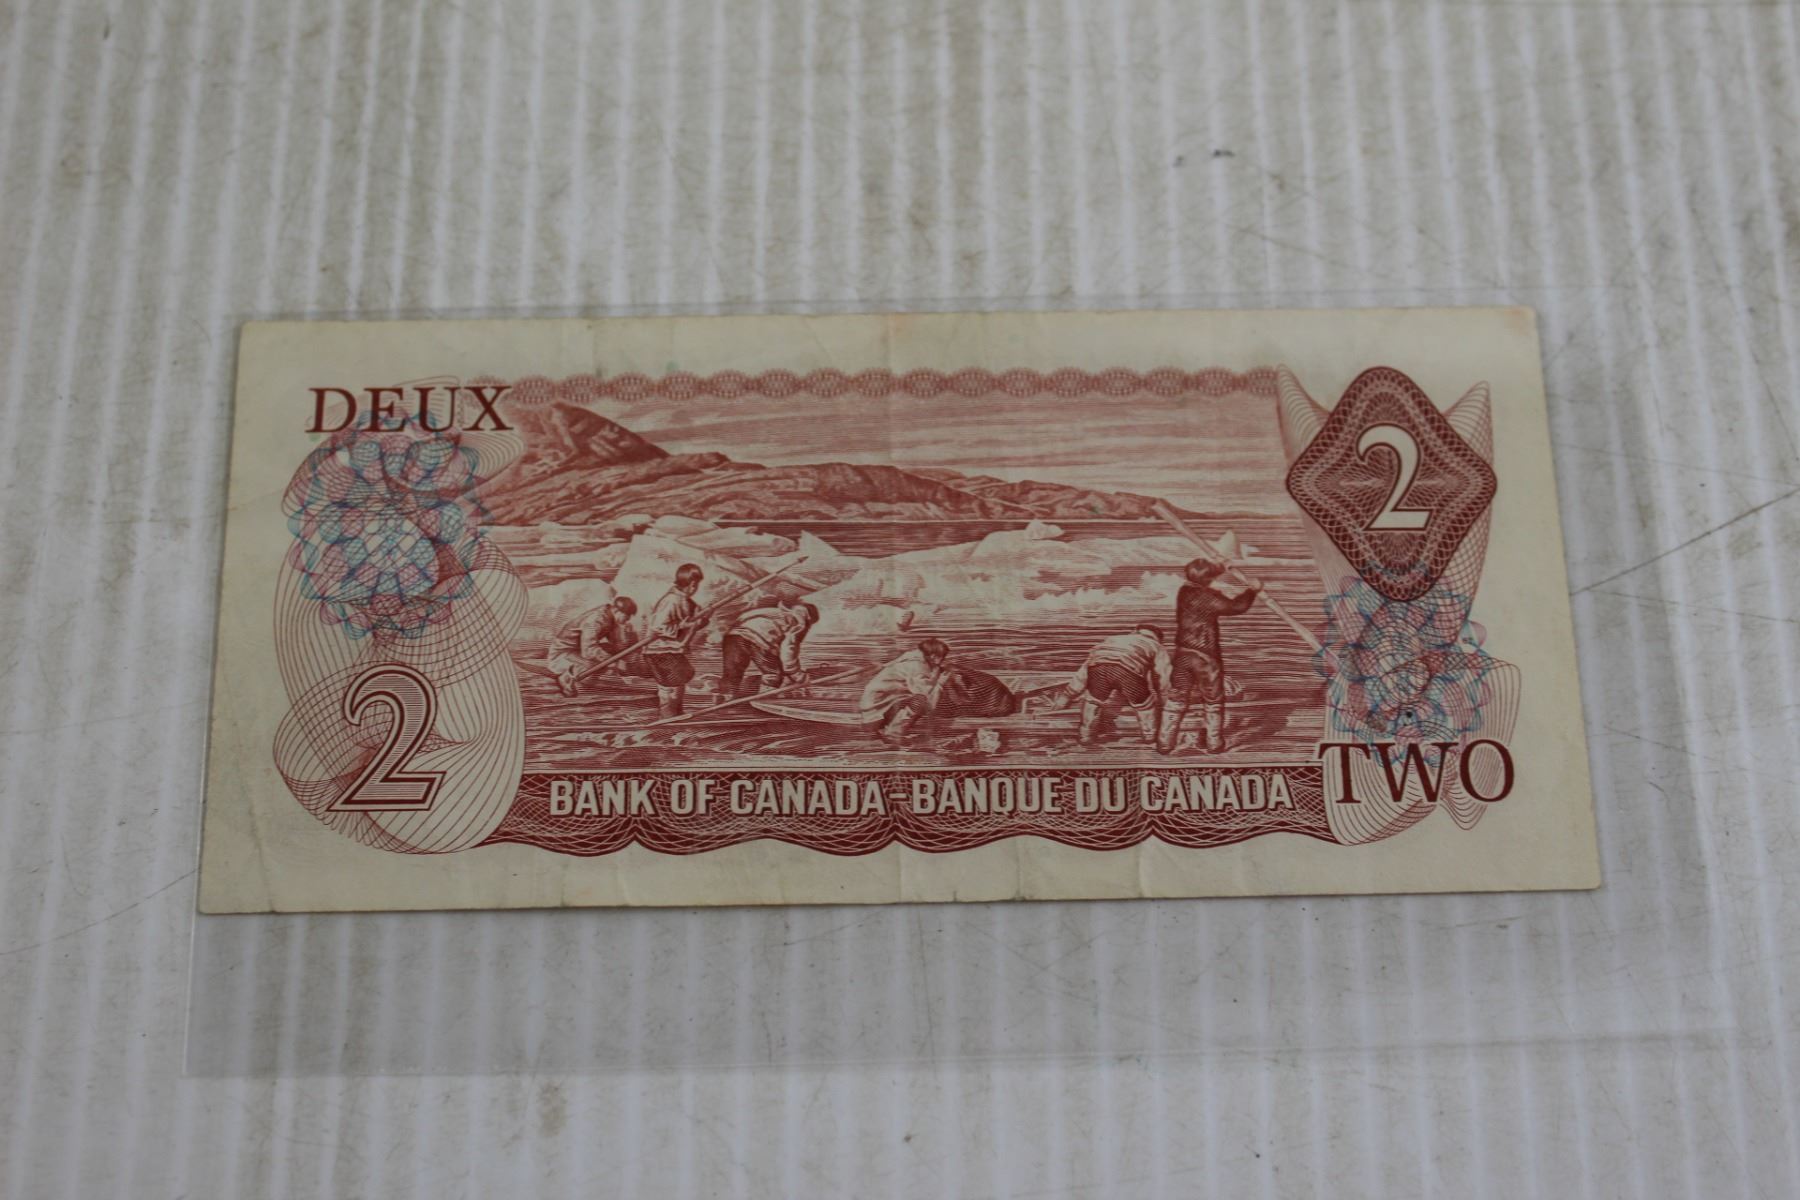 DEUX
2
2
BANK OF CANADA - BANQUE DU CANADA
TWO